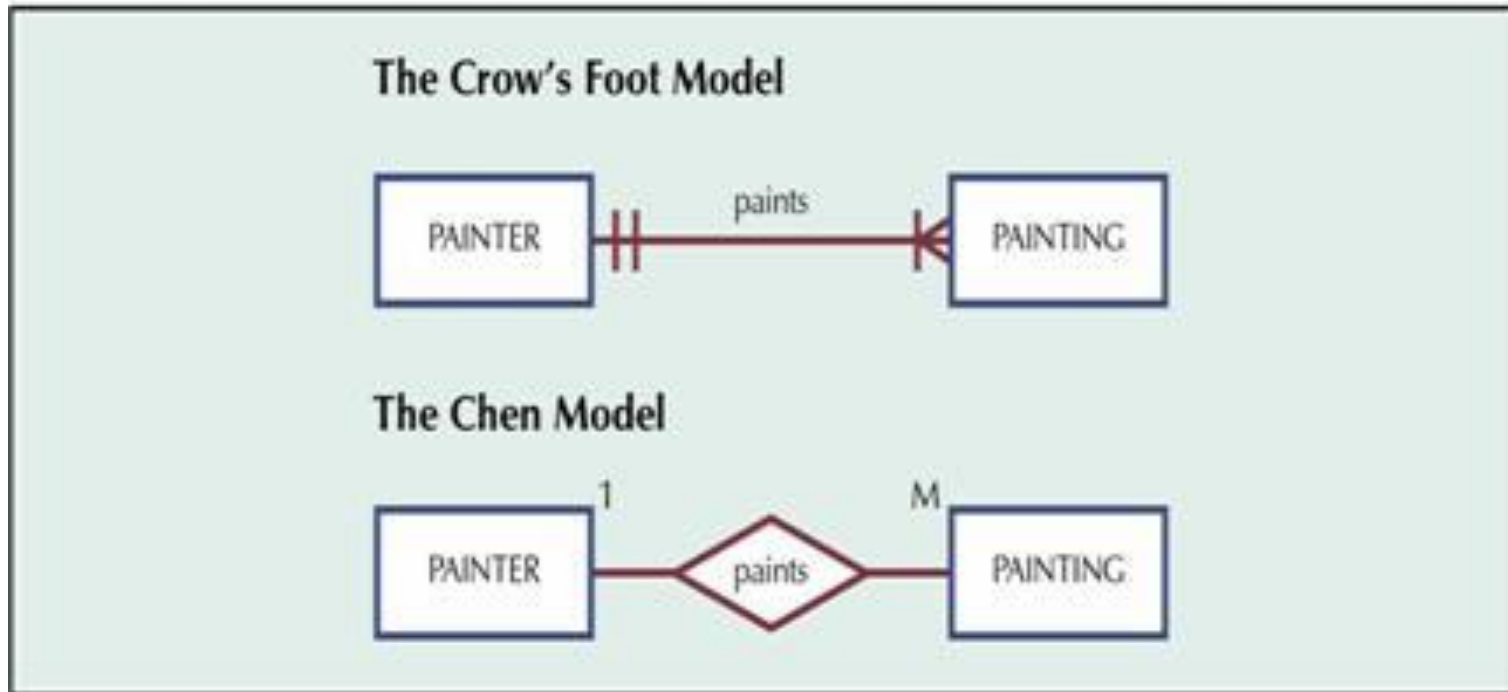 The Crow's Foot Model
paints
PAINTER
PAINTING
The Chen Model
1
M
PAINTER
paints
PAINTING